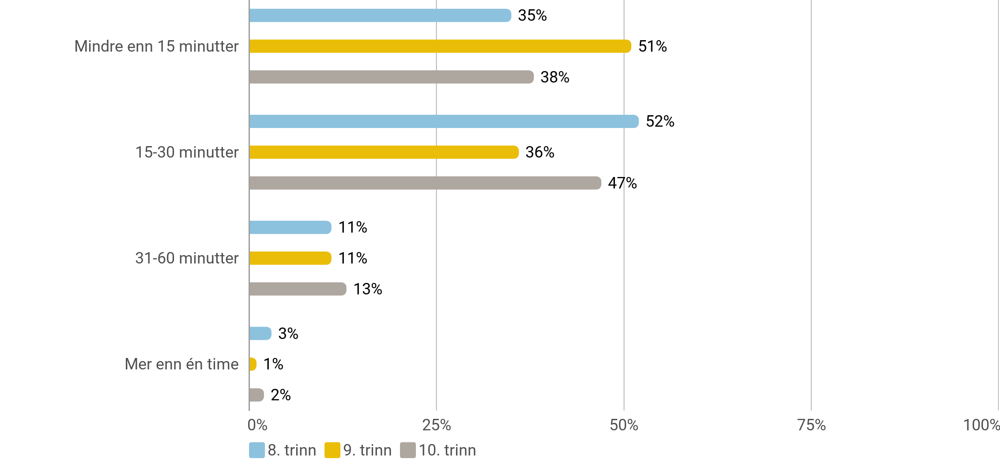 35%
Mindre enn 15 minutter
51%
38%
52%
15-30 minutter
36%
47%
11%
31-60 minutter
11%
13%
3%
Mer enn én time
1%
2%
0% 25% 50% 75% 100%
8. trinn 9. trinn 10. trinn